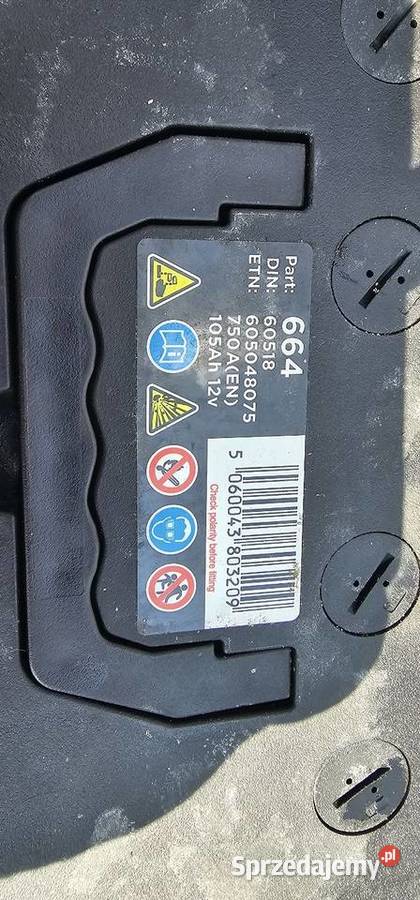 Part: 664
DIN: 60518
ETN: 605048075
750A(EN)
105Ah 12v
5 060043 803209
Check polarity before fitting
Sprzedajemy.pl